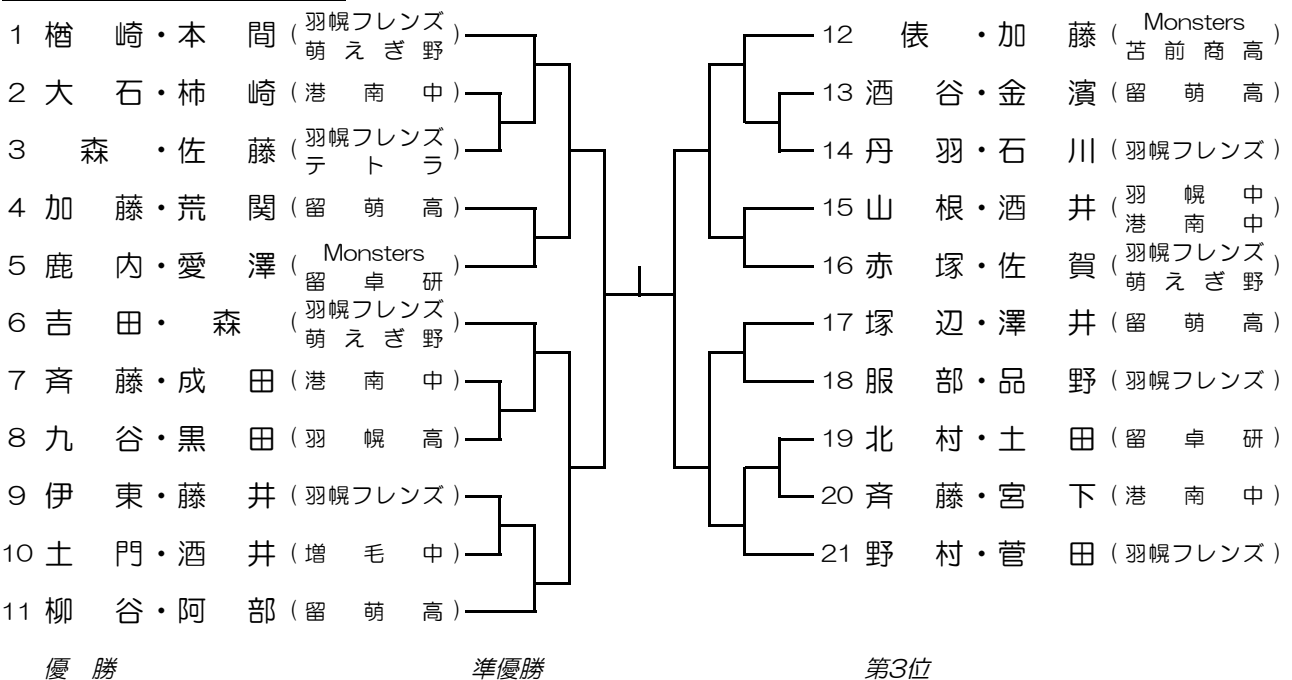 1 楢崎・本間 (羽幌フレンズ 萌えぎ野)
2 大石・柿崎 (港南中)
3 森・佐藤 (羽幌フレンズ テトラ)
4 加藤・荒関 (留萌高)
5 鹿内・愛澤 (Monsters 留卓研)
6 吉田・森 (羽幌フレンズ 萌えぎ野)
7 斉藤・成田 (港南中)
8 九谷・黒田 (羽幌高)
9 伊東・藤井 (羽幌フレンズ)
10 土門・酒井 (増毛中)
11 柳谷・阿部 (留萌高)
12 俵・加藤 (Monsters 苫前商高)
13 酒谷・金濱 (留萌高)
14 丹羽・石川 (羽幌フレンズ)
15 山根・酒井 (羽幌中 港南中)
16 赤塚・佐賀 (羽幌フレンズ 萌えぎ野)
17 塚辺・澤井 (留萌高)
18 服部・品野 (羽幌フレンズ)
19 北村・土田 (留卓研)
20 斉藤・宮下 (港南中)
21 野村・菅田 (羽幌フレンズ)
優勝 準優勝 第3位